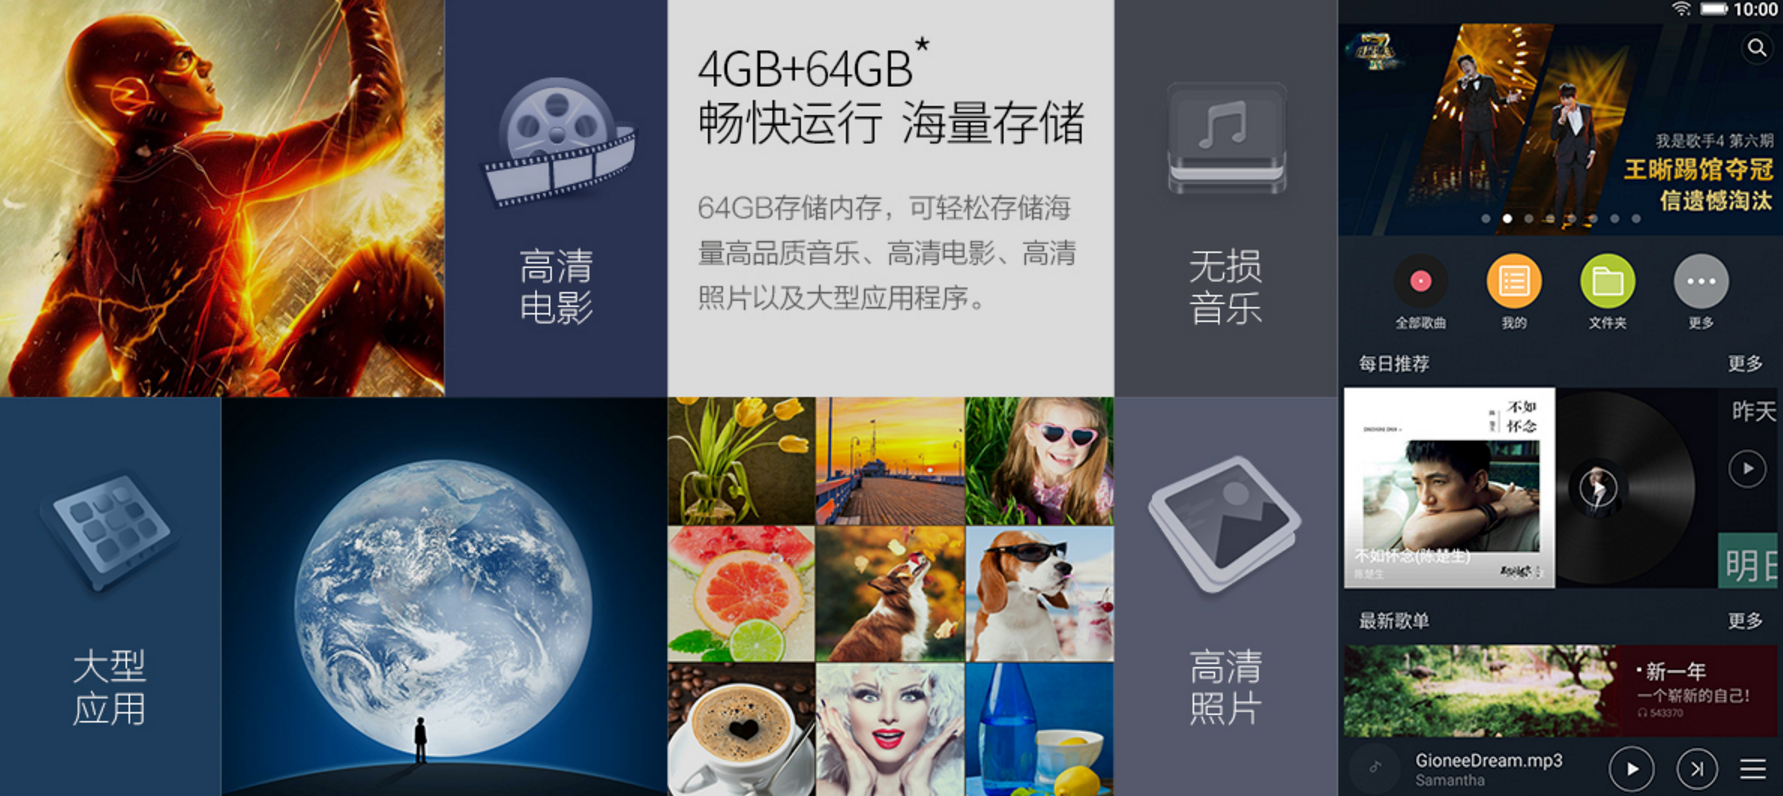 高清
电影
4GB+64GB*
畅快运行 海量存储
64GB存储内存，可轻松存储海
量高品质音乐、高清电影、高清
照片以及大型应用程序。
无损
音乐
大型
应用
高清
照片
10:00
我是歌手4 第六期
王晰踢馆夺冠
信遗憾淘汰
全部歌曲
我的
文件夹
更多
每日推荐
更多
不如
怀念
不如怀念(陈楚生)
陈楚生
昨天
明日
最新歌单
更多
·新一年
一个崭新的自己!
543370
GioneeDream.mp3
Samantha